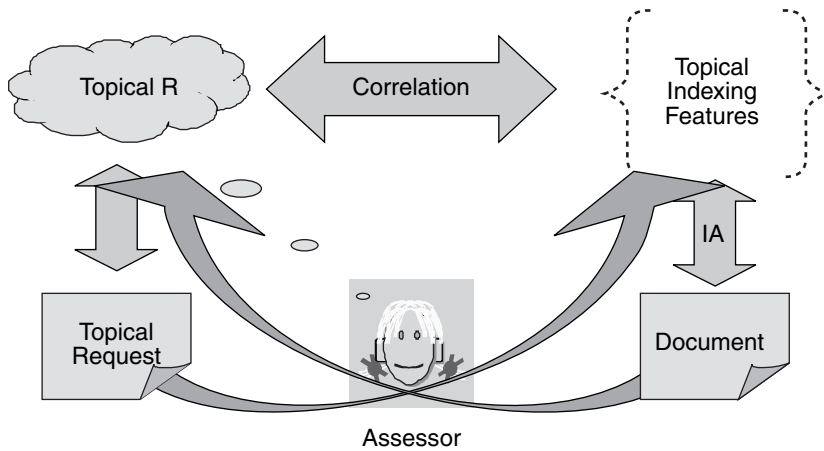 Topical R
Correlation
Topical
Indexing
Features
IA
Topical
Request
Document
Assessor